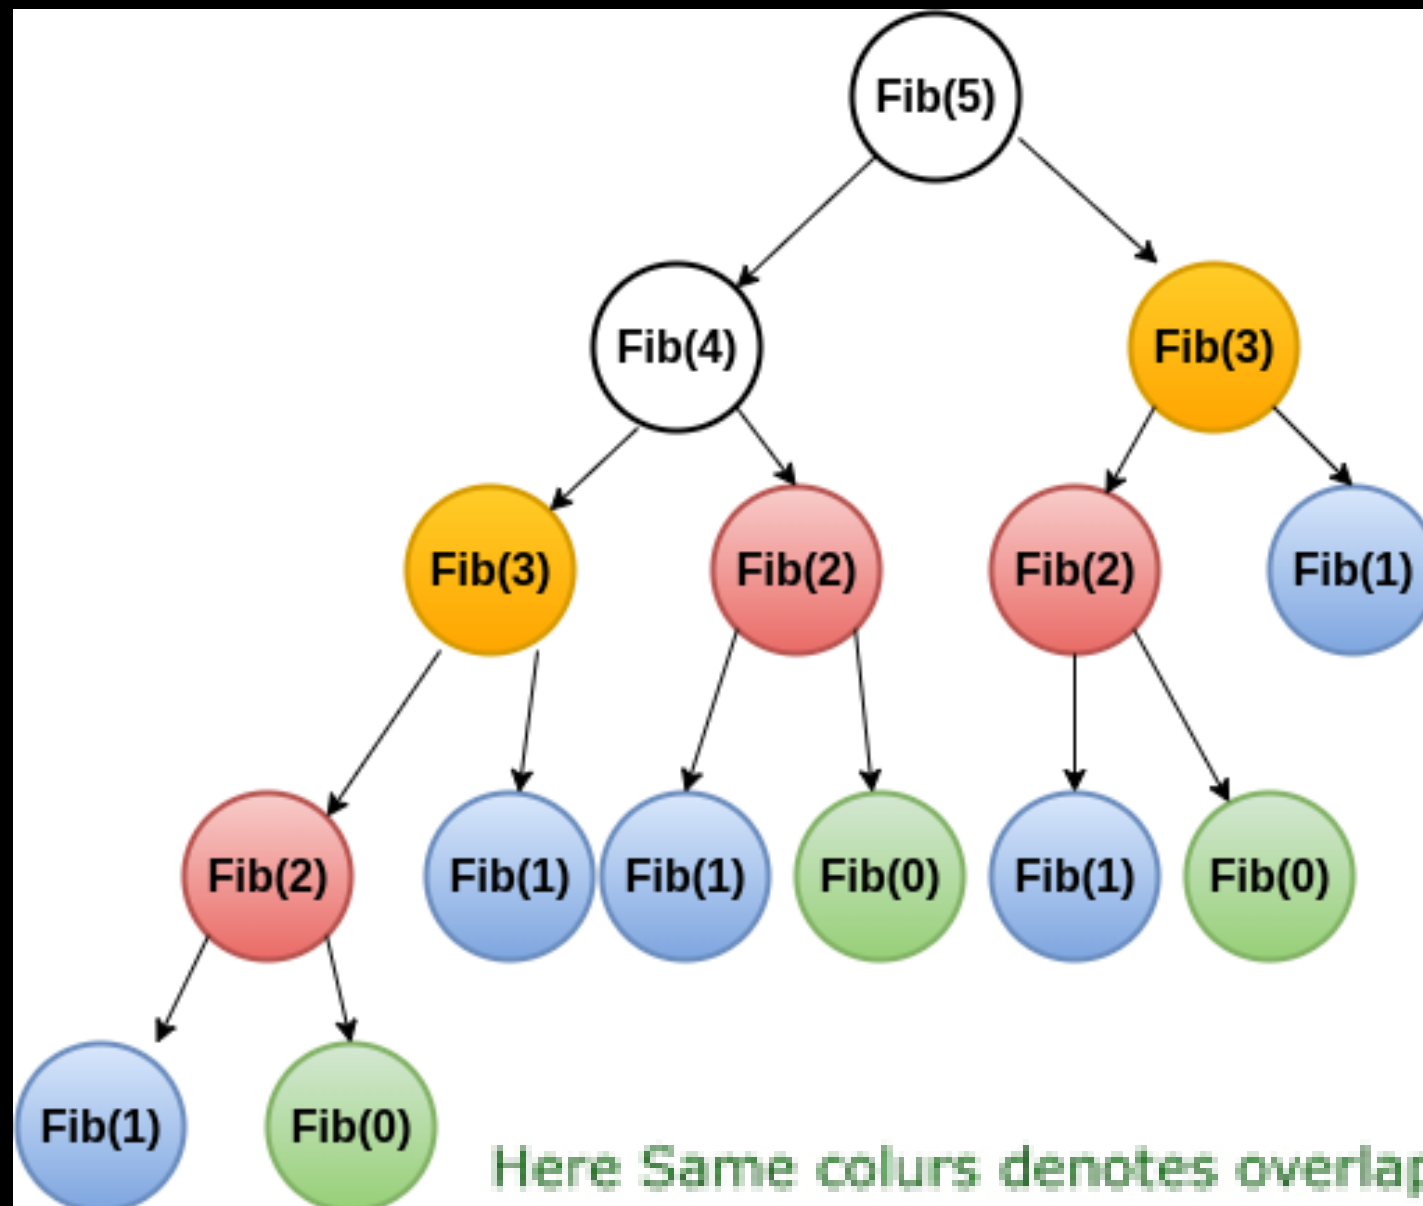 Fib(5)
Fib(4) Fib(3)
Fib(3) Fib(2) Fib(2) Fib(1)
Fib(2) Fib(1) Fib(1) Fib(0) Fib(1) Fib(0)
Fib(1) Fib(0)
Here Same colurs denotes overlap